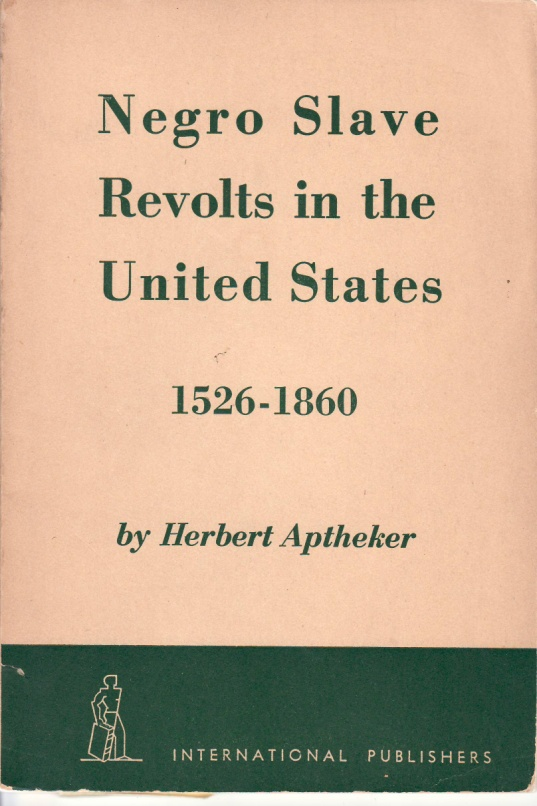 Negro Slave
Revolts in the
United States
1526-1860
by Herbert Aptheker
INTERNATIONAL PUBLISHERS